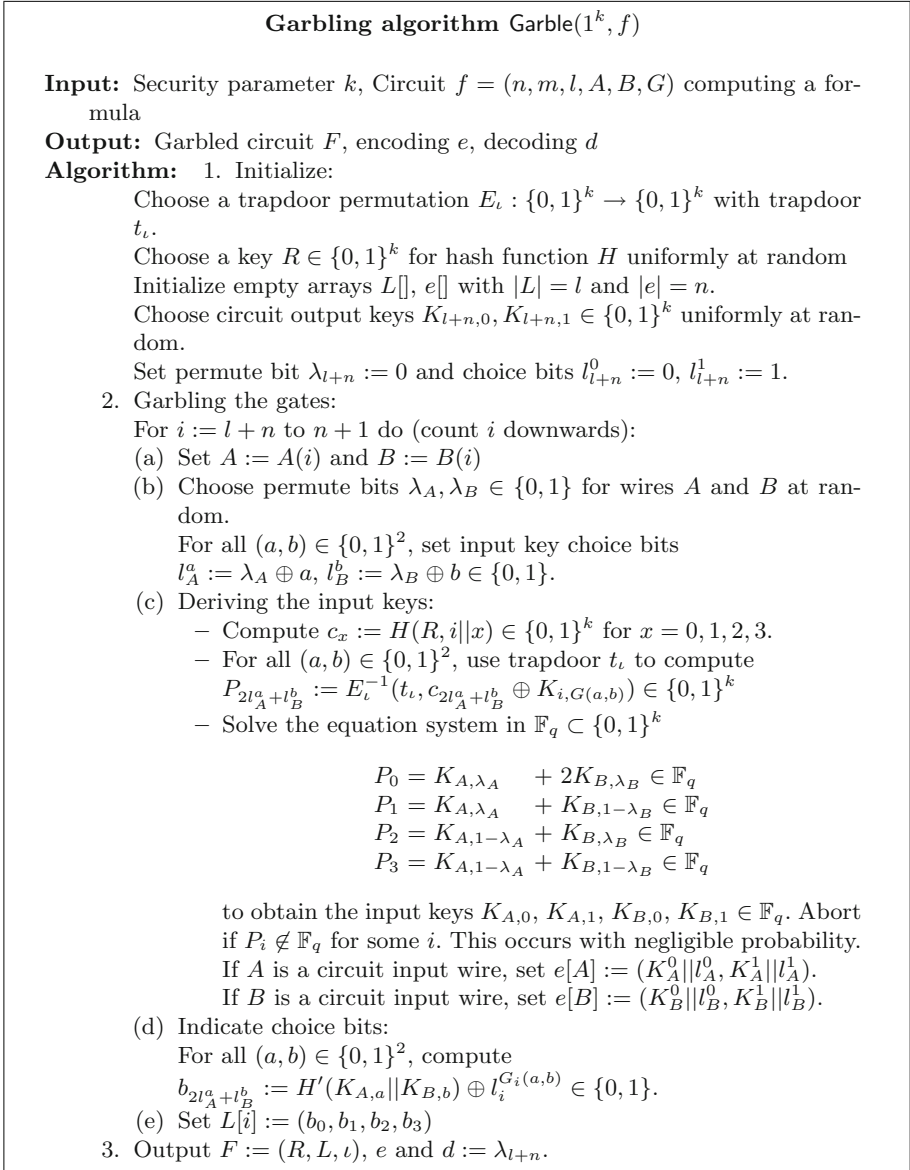 Garbling algorithm Garble(1^k, f)
Input: Security parameter k, Circuit f = (n, m, l, A, B, G) computing a for-
mula
Output: Garbled circuit F, encoding e, decoding d
Algorithm: 1. Initialize:
Choose a trapdoor permutation E_ι : {0, 1}^k → {0, 1}^k with trapdoor
t_ι.
Choose a key R ∈ {0, 1}^k for hash function H uniformly at random
Initialize empty arrays L[], e[] with |L| = l and |e| = n.
Choose circuit output keys K_{l+n,0}, K_{l+n,1} ∈ {0, 1}^k uniformly at ran-
dom.
Set permute bit λ_{l+n} := 0 and choice bits l^0_{l+n} := 0, l^1_{l+n} := 1.
2. Garbling the gates:
For i := l + n to n + 1 do (count i downwards):
(a) Set A := A(i) and B := B(i)
(b) Choose permute bits λ_A, λ_B ∈ {0, 1} for wires A and B at ran-
dom.
For all (a, b) ∈ {0, 1}^2, set input key choice bits
l^a_A := λ_A ⊕ a, l^b_B := λ_B ⊕ b ∈ {0, 1}.
(c) Deriving the input keys:
– Compute c_x := H(R, i||x) ∈ {0, 1}^k for x = 0, 1, 2, 3.
– For all (a, b) ∈ {0, 1}^2, use trapdoor t_ι to compute
P_{2l^a_A+l^b_B} := E^{-1}_ι(t_ι, c_{2l^a_A+l^b_B} ⊕ K_{i,G(a,b)}) ∈ {0, 1}^k
– Solve the equation system in 𝔽_q ⊂ {0, 1}^k
P_0 = K_{A,λ_A} + 2K_{B,λ_B} ∈ 𝔽_q
P_1 = K_{A,λ_A} + K_{B,1−λ_B} ∈ 𝔽_q
P_2 = K_{A,1−λ_A} + K_{B,λ_B} ∈ 𝔽_q
P_3 = K_{A,1−λ_A} + K_{B,1−λ_B} ∈ 𝔽_q
to obtain the input keys K_{A,0}, K_{A,1}, K_{B,0}, K_{B,1} ∈ 𝔽_q. Abort
if P_i ∉ 𝔽_q for some i. This occurs with negligible probability.
If A is a circuit input wire, set e[A] := (K^0_A||l^0_A, K^1_A||l^1_A).
If B is a circuit input wire, set e[B] := (K^0_B||l^0_B, K^1_B||l^1_B).
(d) Indicate choice bits:
For all (a, b) ∈ {0, 1}^2, compute
b_{2l^a_A+l^b_B} := H'(K_{A,a}||K_{B,b}) ⊕ l^{G_i(a,b)}_i ∈ {0, 1}.
(e) Set L[i] := (b_0, b_1, b_2, b_3)
3. Output F := (R, L, ι), e and d := λ_{l+n}.